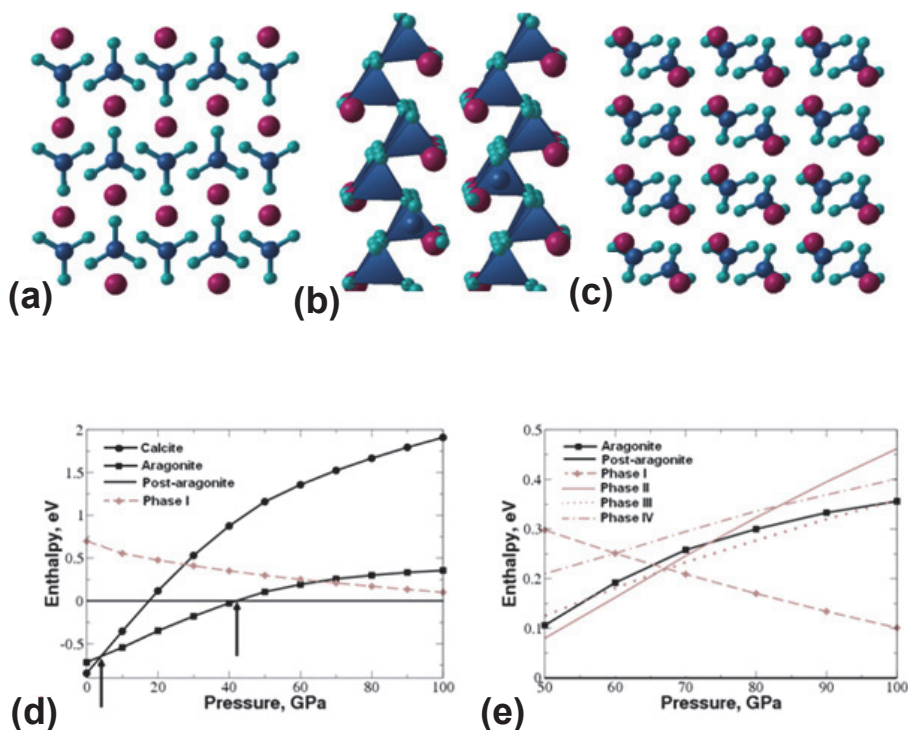 (a)
(b)
(c)
Enthalpy, eV
2
1.5
1
0.5
0
-0.5
Calcite
Aragonite
Post-aragonite
Phase I
0 20 40 60 80 100
Pressure, GPa
(d)
Enthalpy, eV
0.5
0.4
0.3
0.2
0.1
0
Aragonite
Post-aragonite
Phase I
Phase II
Phase III
Phase IV
50 60 70 80 90 100
Pressure, GPa
(e)